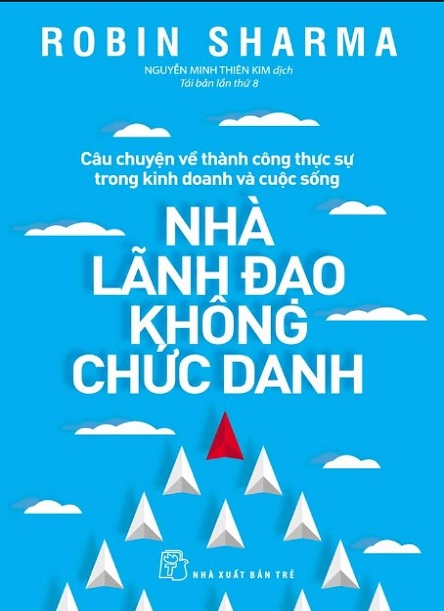 ROBIN SHARMA
NGUYỄN MINH THIÊN KIM dịch
Tái bản lần thứ 8
Câu chuyện về thành công thực sự
trong kinh doanh và cuộc sống
NHÀ
LÃNH ĐẠO
KHÔNG
CHỨC DANH
NHÀ XUẤT BẢN TRẺ